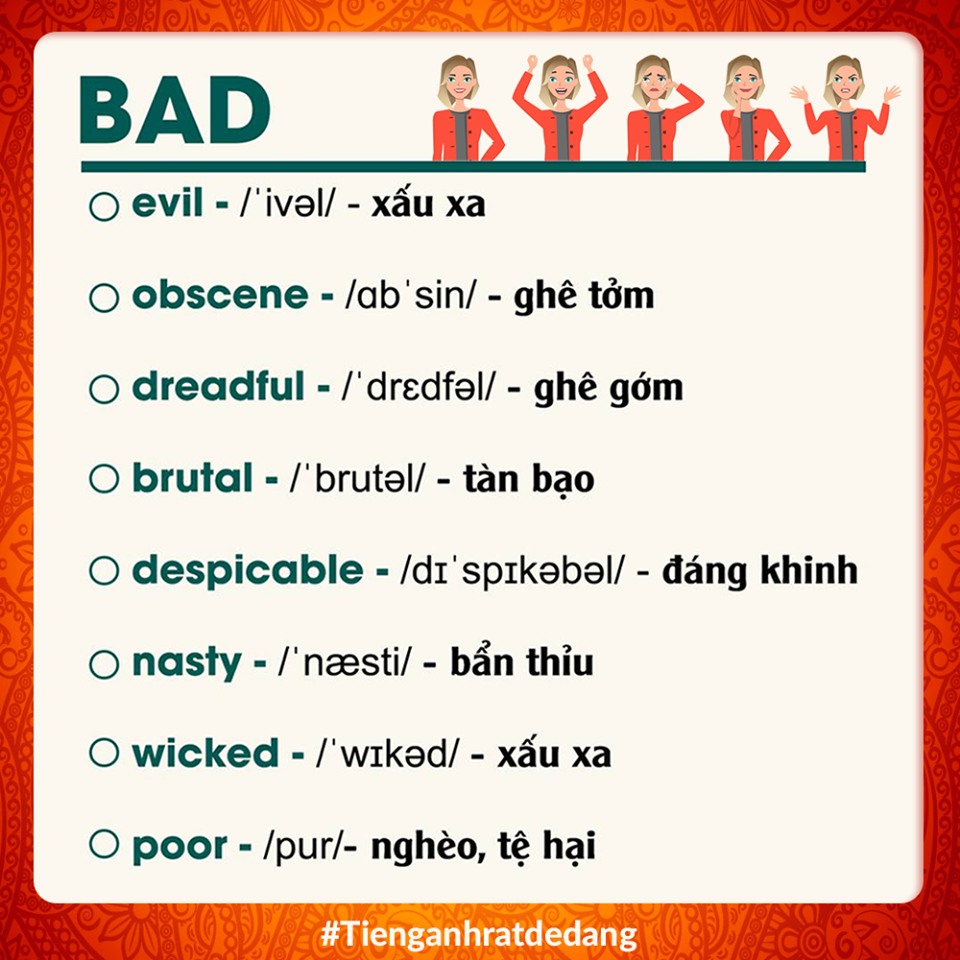 BAD
evil - /ˈivəl/ - xấu xa
obscene - /ɑbˈsin/ - ghê tởm
dreadful - /ˈdrɛdfəl/ - ghê gớm
brutal - /ˈbrutəl/ - tàn bạo
despicable - /dɪˈspɪkəbəl/ - đáng khinh
nasty - /ˈnæsti/ - bẩn thỉu
wicked - /ˈwɪkəd/ - xấu xa
poor - /pur/- nghèo, tệ hại
#Tienganhratdedang